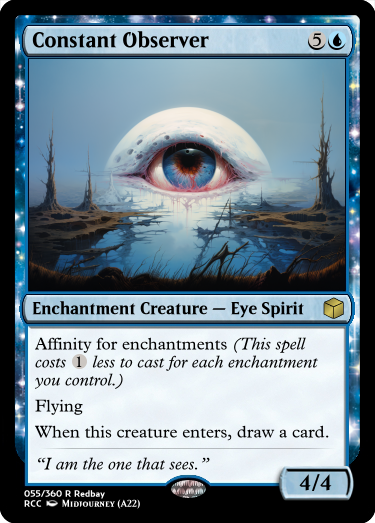 Constant Observer 5
Enchantment Creature — Eye Spirit
Affinity for enchantments (This spell
costs 1 less to cast for each enchantment
you control.)
Flying
When this creature enters, draw a card.
“I am the one that sees.”
4/4
055/360 R Redbay
RCC Midjourney (A22)